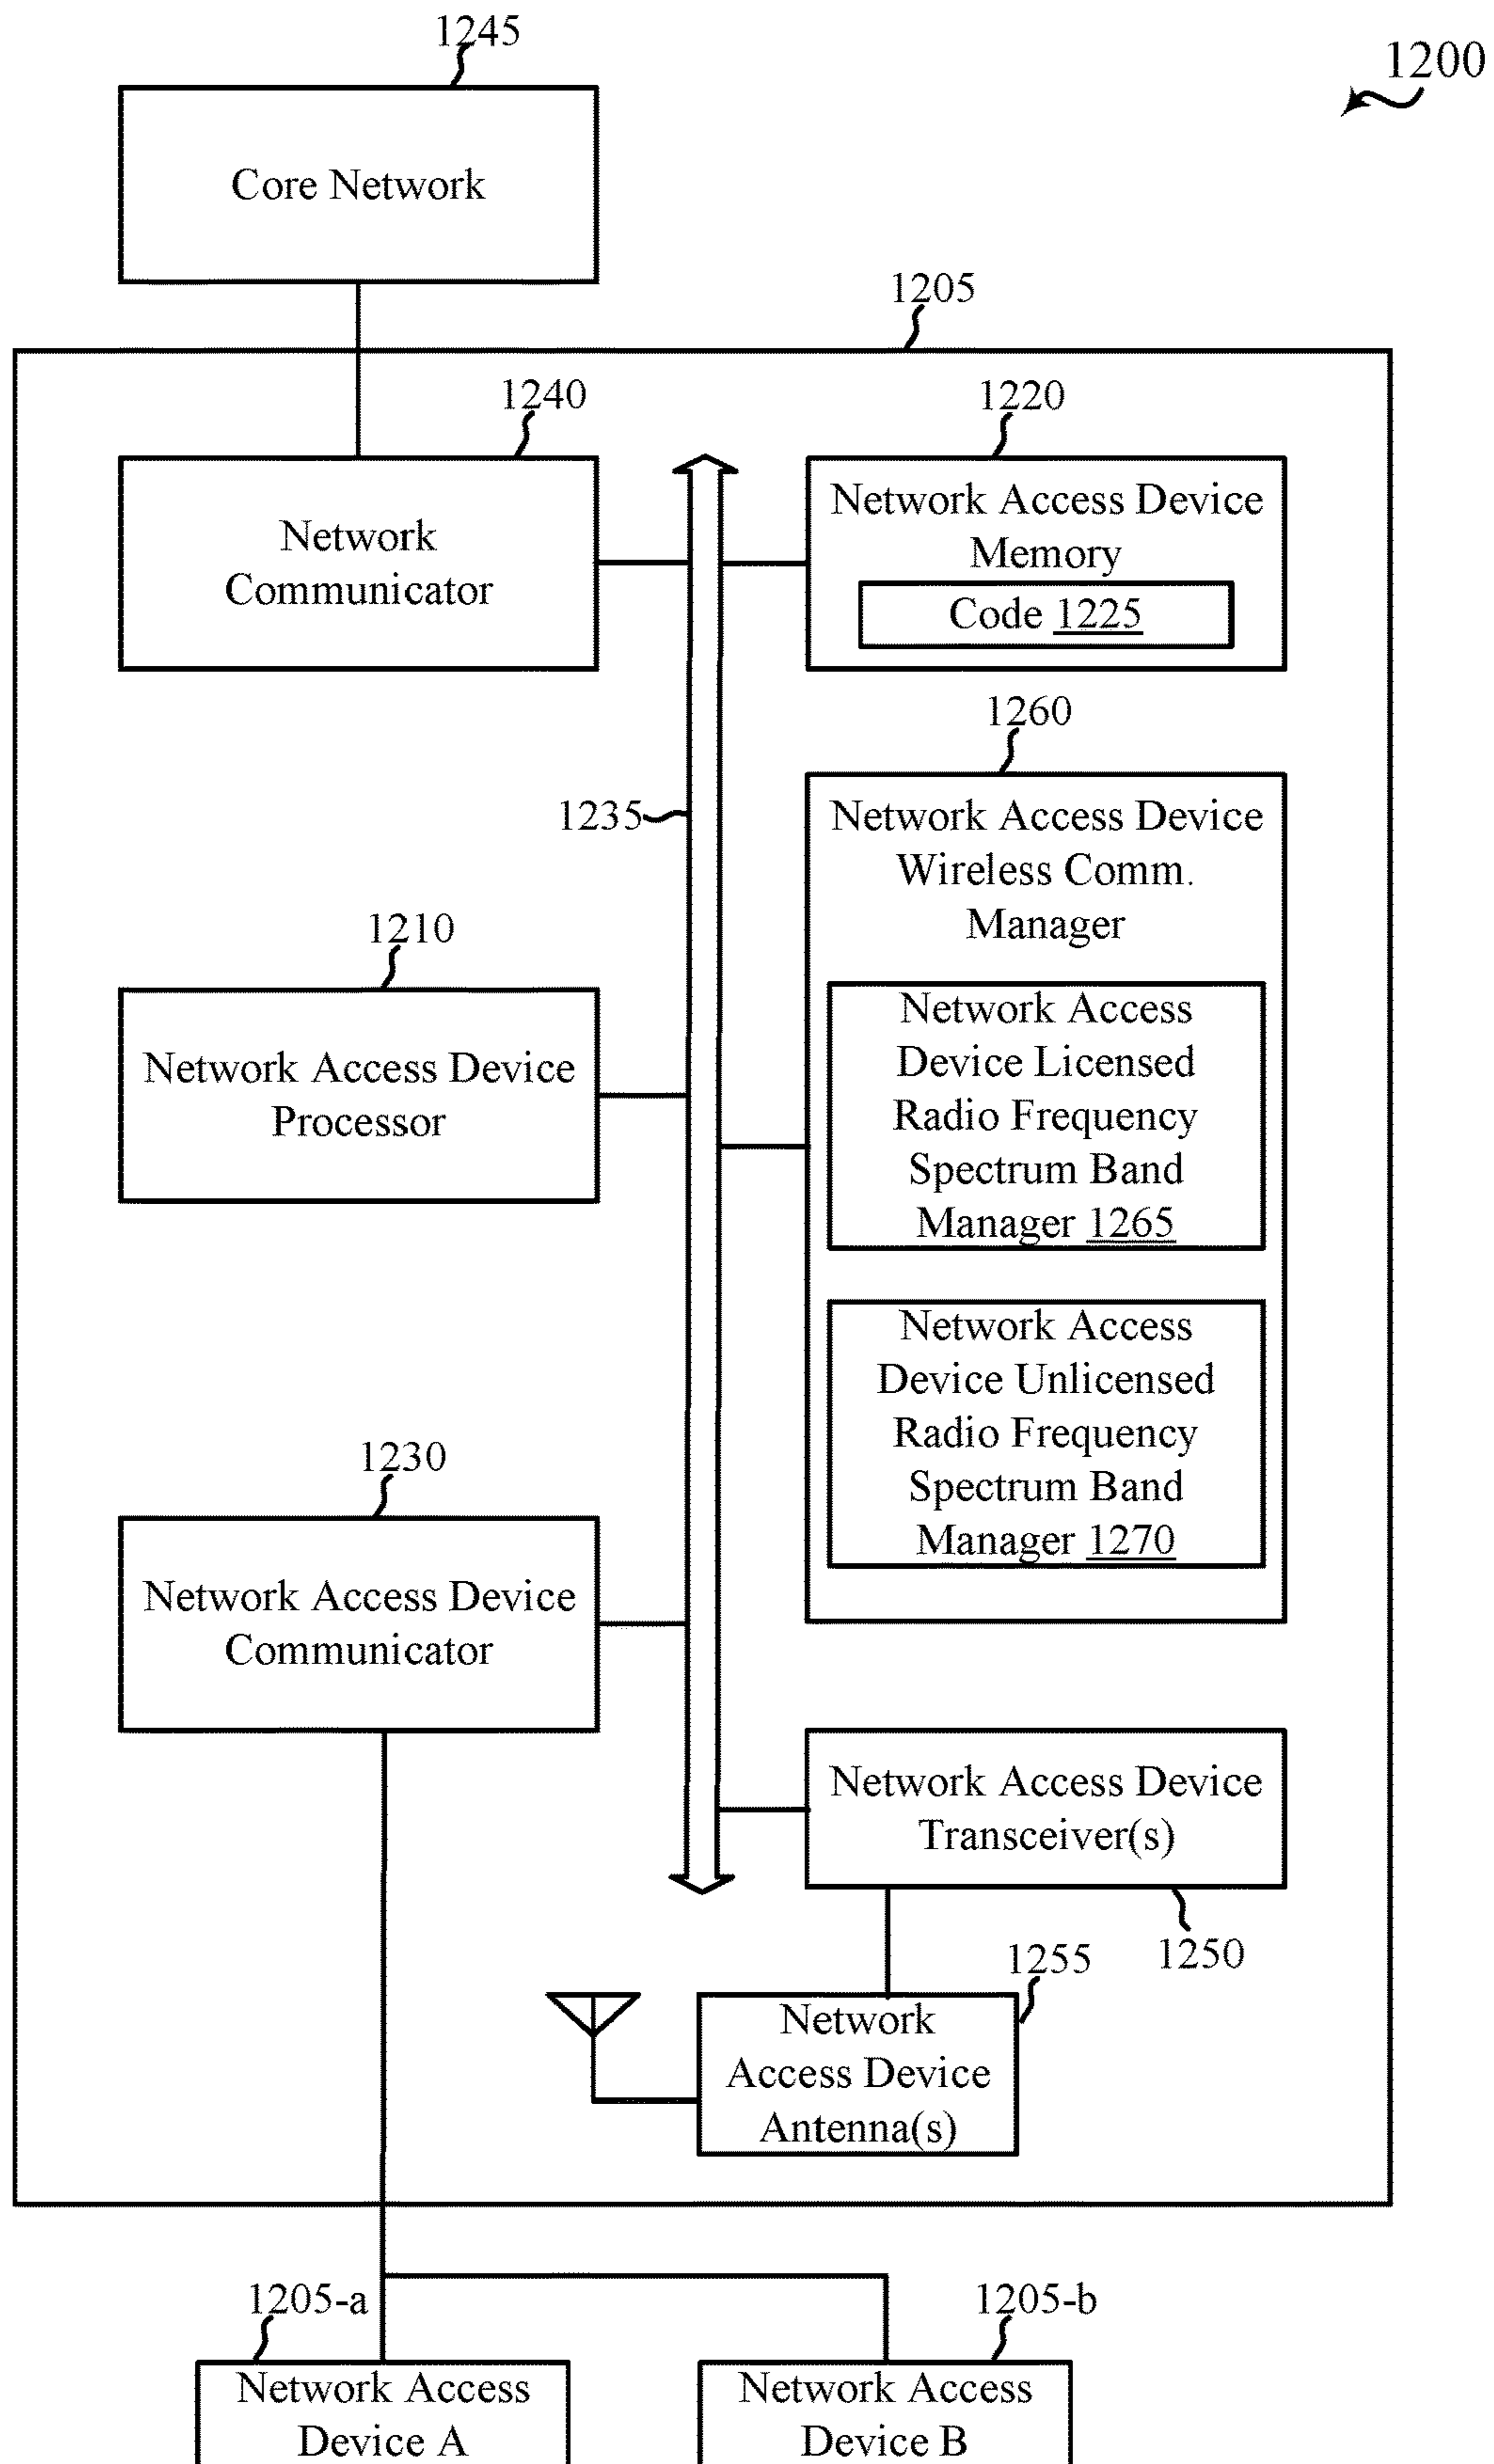 1245
1200
Core Network
1205
1240
1220
Network
Communicator
Network Access Device
Memory
Code 1225
1260
1235
Network Access Device
Wireless Comm.
Manager
1210
Network Access Device
Processor
Network Access
Device Licensed
Radio Frequency
Spectrum Band
Manager 1265
Network Access
Device Unlicensed
Radio Frequency
Spectrum Band
Manager 1270
1230
Network Access Device
Communicator
Network Access Device
Transceiver(s)
1250
1255
Network
Access Device
Antenna(s)
1205-a
1205-b
Network Access
Device A
Network Access
Device B